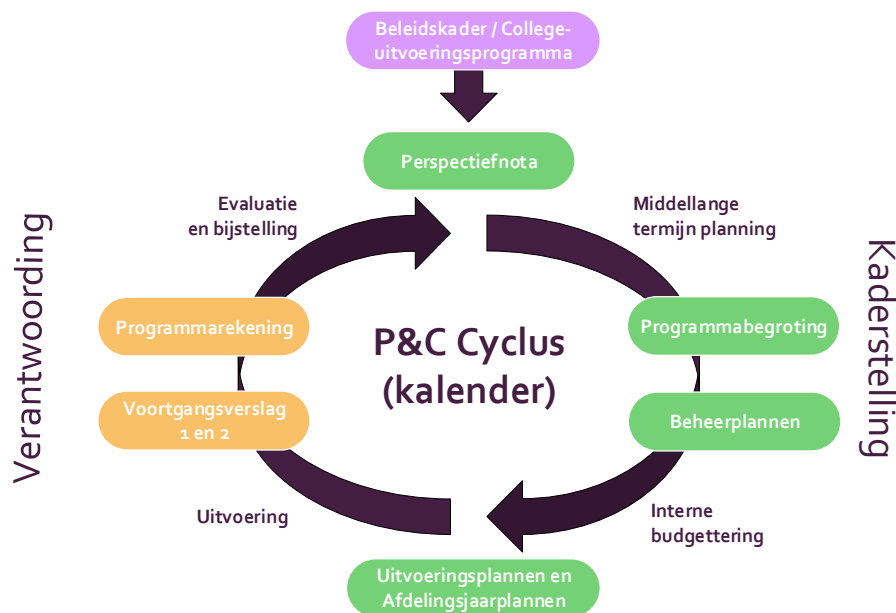 Beleidskader / College-
uitvoeringsprogramma
Perspectiefnota
Evaluatie
en bijstelling
Middellange
termijn planning
Verantwoording
Kaderstelling
Programmarekening
P&C Cyclus
(kalender)
Programmabegroting
Voortgangsverslag
1 en 2
Beheerplannen
Uitvoering
Interne
budgettering
Uitvoeringsplannen en
Afdelingsjaarplannen